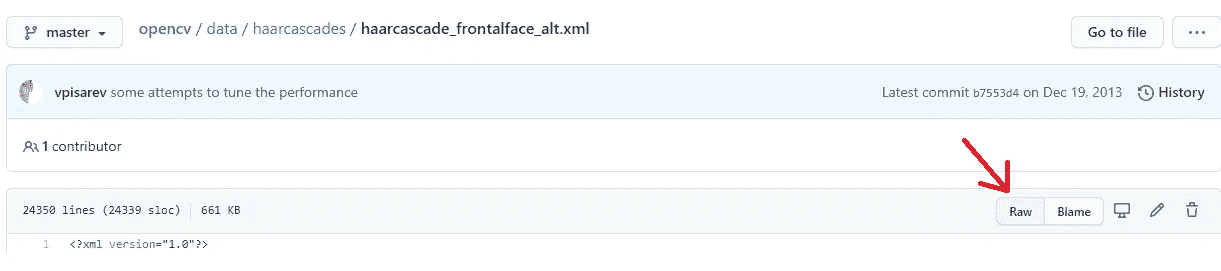 master opencv / data / haarcascades / haarcascade_frontalface_alt.xml Go to file ...
vpisarev some attempts to tune the performance Latest commit b7553d4 on Dec 19, 2013 History
1 contributor
24350 lines (24339 sloc) 661 KB Raw Blame
1 <?xml version="1.0"?>